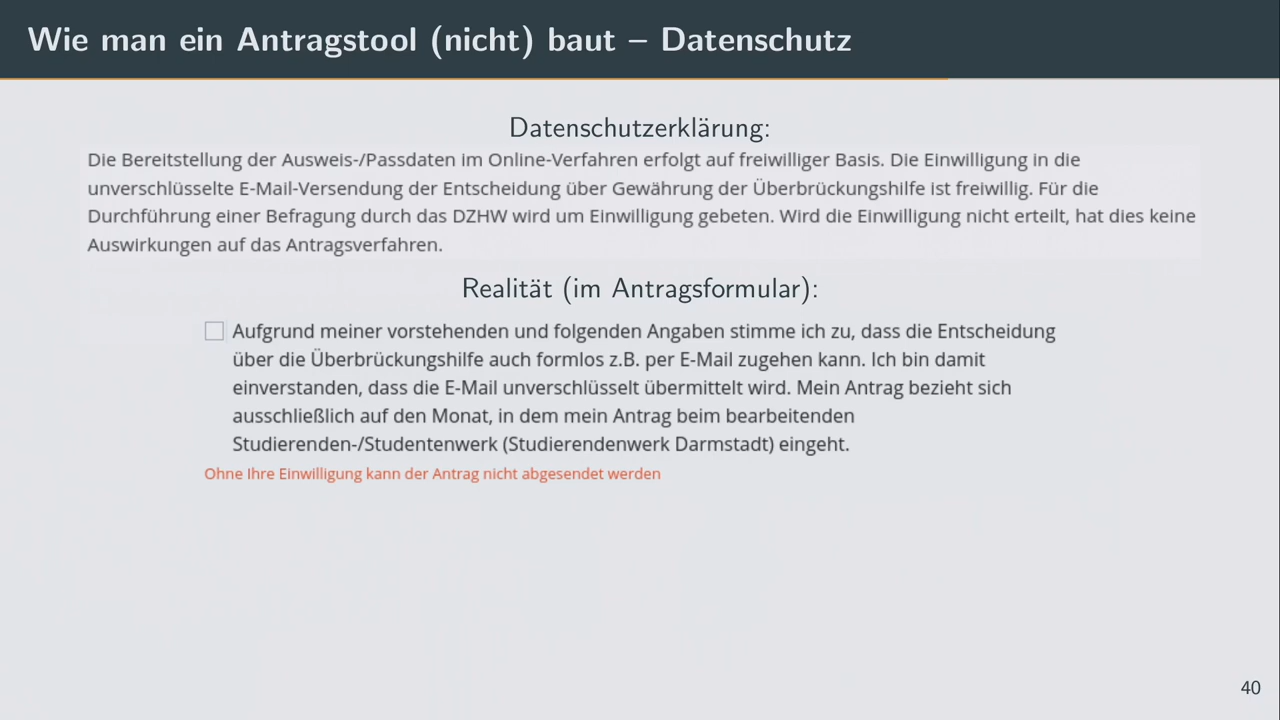 Wie man ein Antragstool (nicht) baut – Datenschutz
Datenschutzerklärung:
Die Bereitstellung der Ausweis-/Passdaten im Online-Verfahren erfolgt auf freiwilliger Basis. Die Einwilligung in die
unverschlüsselte E-Mail-Versendung der Entscheidung über Gewährung der Überbrückungshilfe ist freiwillig. Für die
Durchführung einer Befragung durch das DZHW wird um Einwilligung gebeten. Wird die Einwilligung nicht erteilt, hat dies keine
Auswirkungen auf das Antragsverfahren.
Realität (im Antragsformular):
Aufgrund meiner vorstehenden und folgenden Angaben stimme ich zu, dass die Entscheidung
über die Überbrückungshilfe auch formlos z.B. per E-Mail zugehen kann. Ich bin damit
einverstanden, dass die E-Mail unverschlüsselt übermittelt wird. Mein Antrag bezieht sich
ausschließlich auf den Monat, in dem mein Antrag beim bearbeitenden
Studierenden-/Studentenwerk (Studierendenwerk Darmstadt) eingeht.
Ohne Ihre Einwilligung kann der Antrag nicht abgesendet werden
40